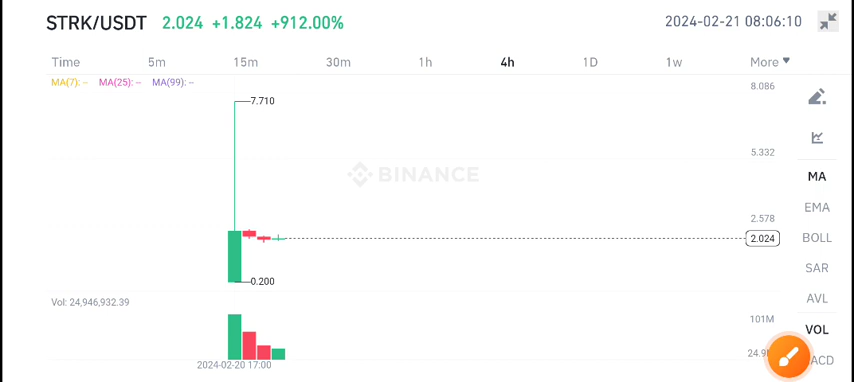 STRK/USDT 2.024 +1.824 +912.00% 2024-02-21 08:06:10
Time 5m 15m 30m 1h 4h 1D 1w More
MA(7): -- MA(25): -- MA(99): -- 8.086
7.710
5.332
BINANCE
MA
EMA
2.578
2.024 BOLL
SAR
0.200
AVL
Vol: 24,946,932.39
101M VOL
24.9
2024-02-20 17:00